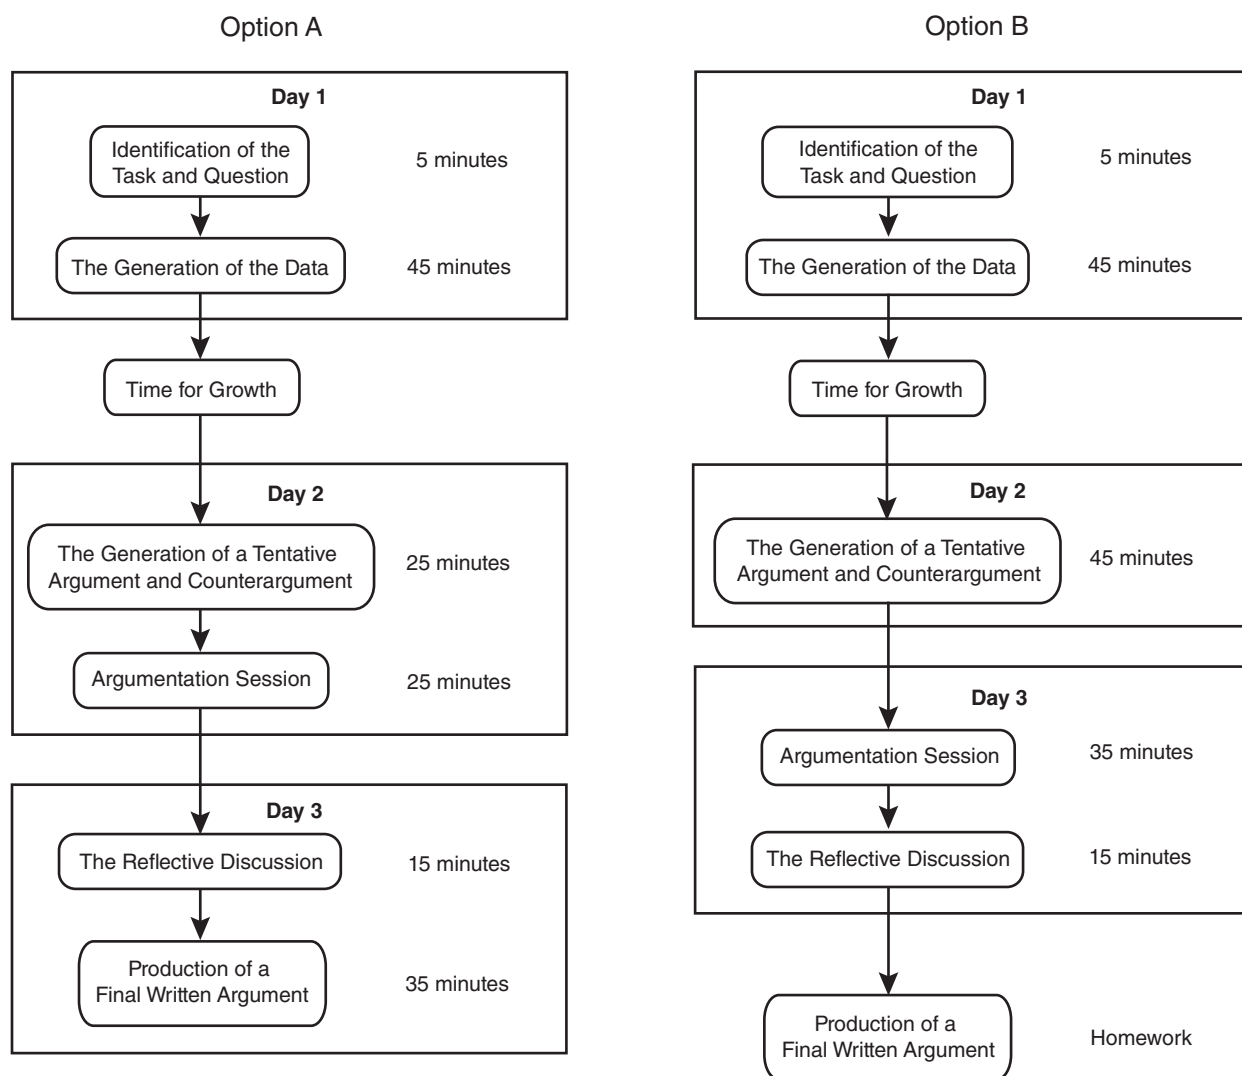 Option A
Day 1
Identification of the
Task and Question
5 minutes
The Generation of the Data
45 minutes
Time for Growth
Day 2
The Generation of a Tentative
Argument and Counterargument
25 minutes
Argumentation Session
25 minutes
Day 3
The Reflective Discussion
15 minutes
Production of a
Final Written Argument
35 minutes
Option B
Day 1
Identification of the
Task and Question
5 minutes
The Generation of the Data
45 minutes
Time for Growth
Day 2
The Generation of a Tentative
Argument and Counterargument
45 minutes
Day 3
Argumentation Session
35 minutes
The Reflective Discussion
15 minutes
Production of a
Final Written Argument
Homework